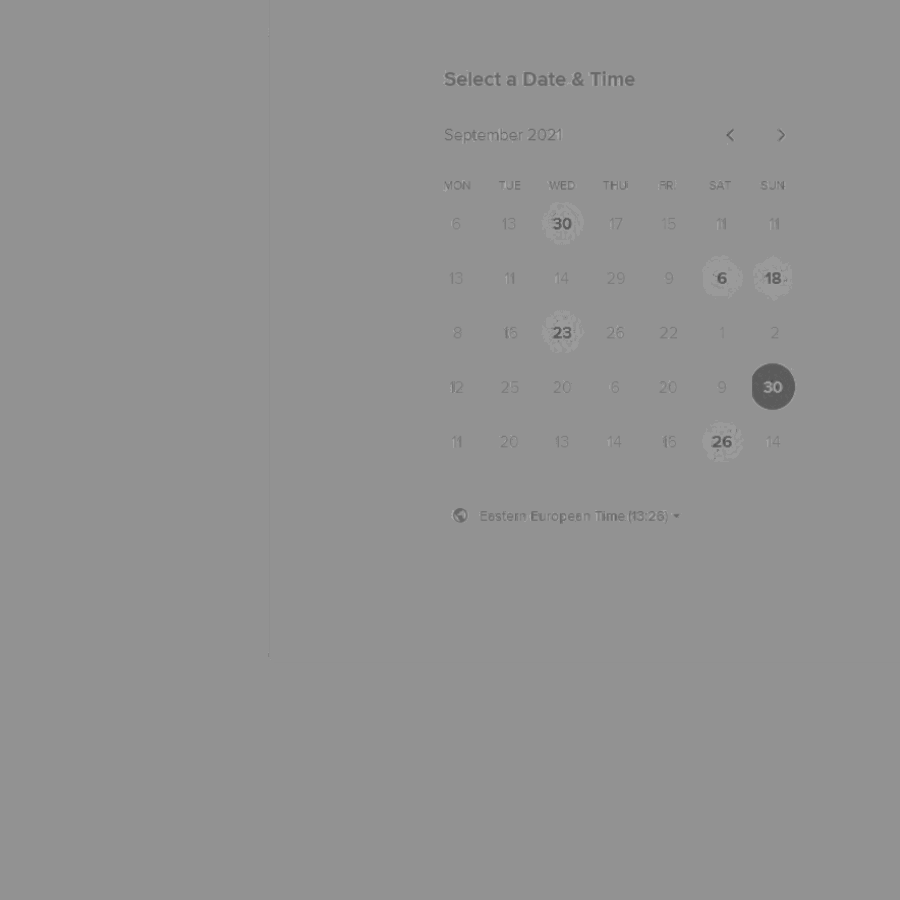 Select a Date & Time
September 2021
MON TUE WED THU FRI SAT SUN
6 13 30 17 15 11 11
13 11 14 29 9 6 18
8 15 23 26 22 1 2
12 25 20 6 20 9 30
11 20 13 14 15 26 14
Eastern European Time (13:26)